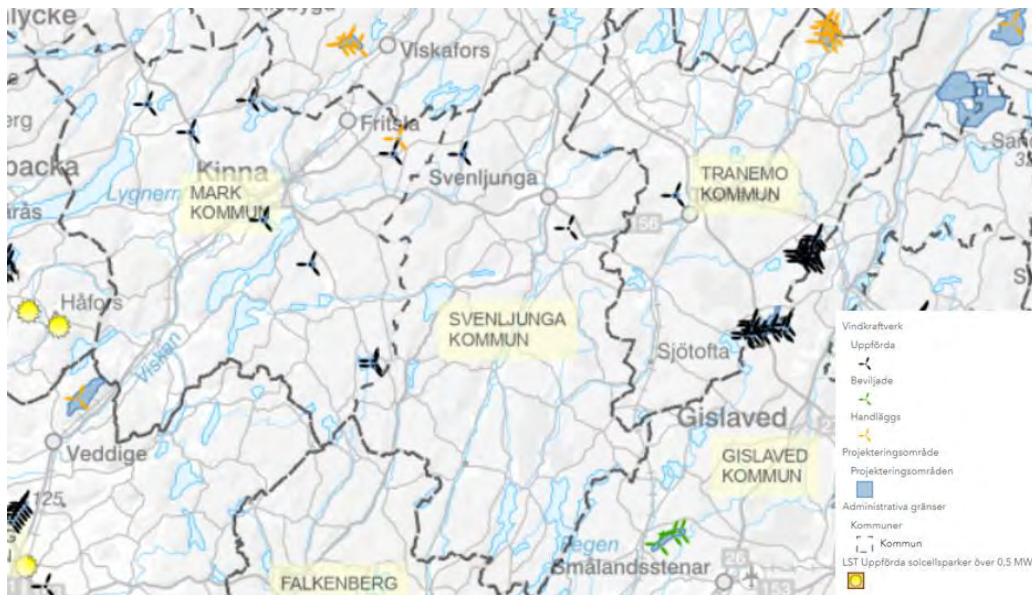 lycke
Viskafors
Fritsla
Kinna
Svenljunga
Lygnern
MARK
KOMMUN
TRANEMO
KOMMUN
156
Håfors
Viskan
SVENLJUNGA
KOMMUN
Sjötofta
Gislaved
GISLAVED
KOMMUN
Veddige
125
Smålandsstenar
26
153
FALKENBERG
Vindkraftverk
Uppförda
Beviljade
Handläggs
Projekteringsområde
Projekteringsområden
Administrativa gränser
Kommuner
Kommun
LST Uppförda solcellsparker över 0,5 MW